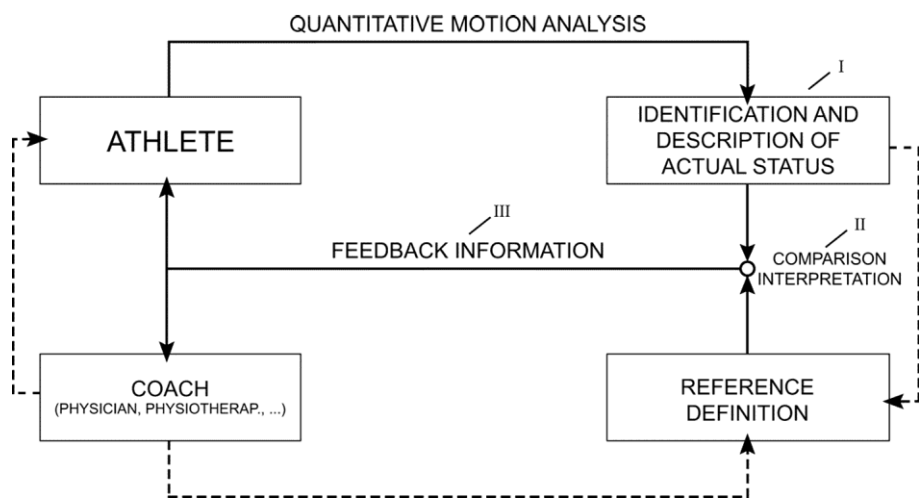 QUANTITATIVE MOTION ANALYSIS
I
ATHLETE
IDENTIFICATION AND
DESCRIPTION OF
ACTUAL STATUS
III
FEEDBACK INFORMATION
II
COMPARISON
INTERPRETATION
COACH
(PHYSICIAN, PHYSIOTHERAP., ...)
REFERENCE
DEFINITION